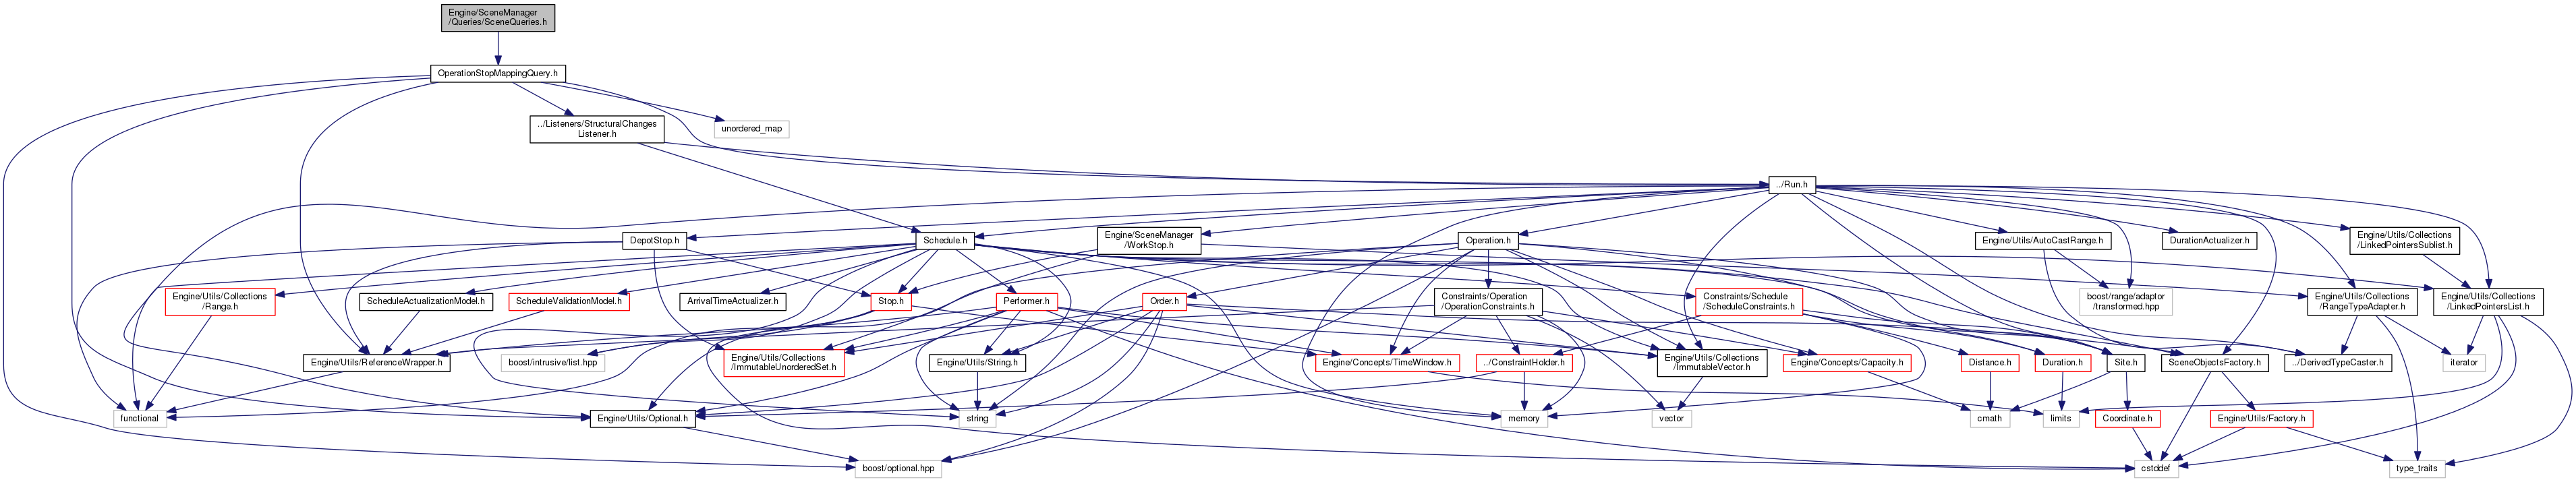 Engine/SceneManager
/Queries/SceneQueries.h
OperationStopMappingQuery.h
../Listeners/StructuralChanges
Listener.h
unordered_map
../Run.h
DepotStop.h
Schedule.h
Engine/SceneManager
/WorkStop.h
Operation.h
Engine/Utils/AutoCastRange.h
DurationActualizer.h
Engine/Utils/Collections
/LinkedPointersSublist.h
Engine/Utils/Collections
/Range.h
ScheduleActualizationModel.h
ScheduleValidationModel.h
ArrivalTimeActualizer.h
Stop.h
Performer.h
Order.h
Constraints/Operation
/OperationConstraints.h
Constraints/Schedule
/ScheduleConstraints.h
boost/range/adaptor
/transformed.hpp
Engine/Utils/Collections
/RangeTypeAdapter.h
Engine/Utils/Collections
/LinkedPointersList.h
Engine/Utils/ReferenceWrapper.h
boost/intrusive/list.hpp
Engine/Utils/Collections
/ImmutableUnorderedSet.h
Engine/Utils/String.h
Engine/Concepts/TimeWindow.h
../ConstraintHolder.h
Engine/Utils/Collections
/ImmutableVector.h
Engine/Concepts/Capacity.h
Distance.h
Duration.h
Site.h
SceneObjectsFactory.h
../DerivedTypeCaster.h
iterator
functional
Engine/Utils/Optional.h
string
memory
vector
cmath
limits
Coordinate.h
Engine/Utils/Factory.h
boost/optional.hpp
cstddef
type_traits